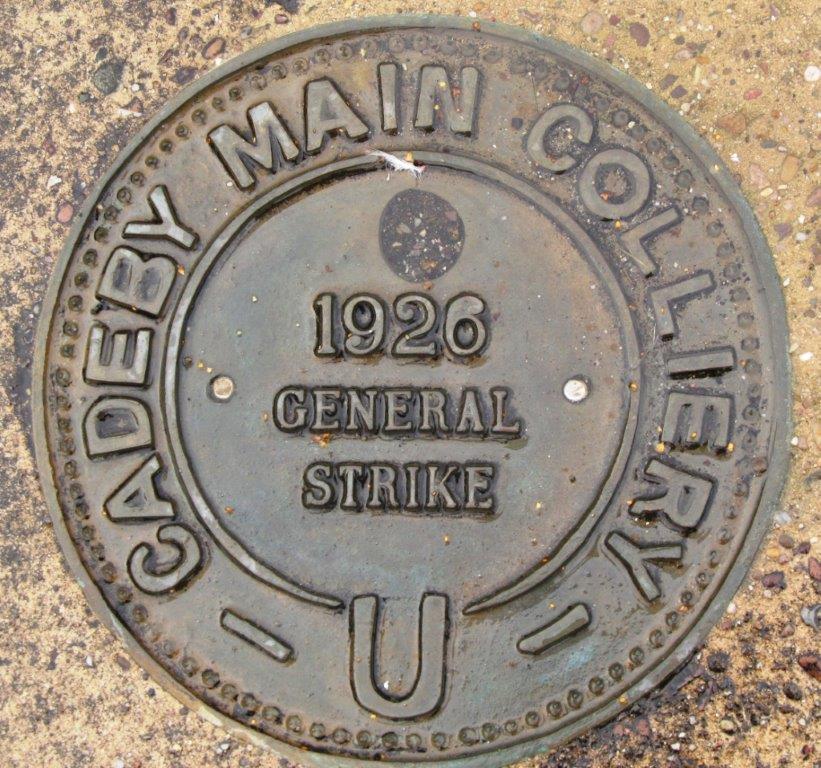 CADEBY MAIN COLLIERY
1926
GENERAL
STRIKE
- U -